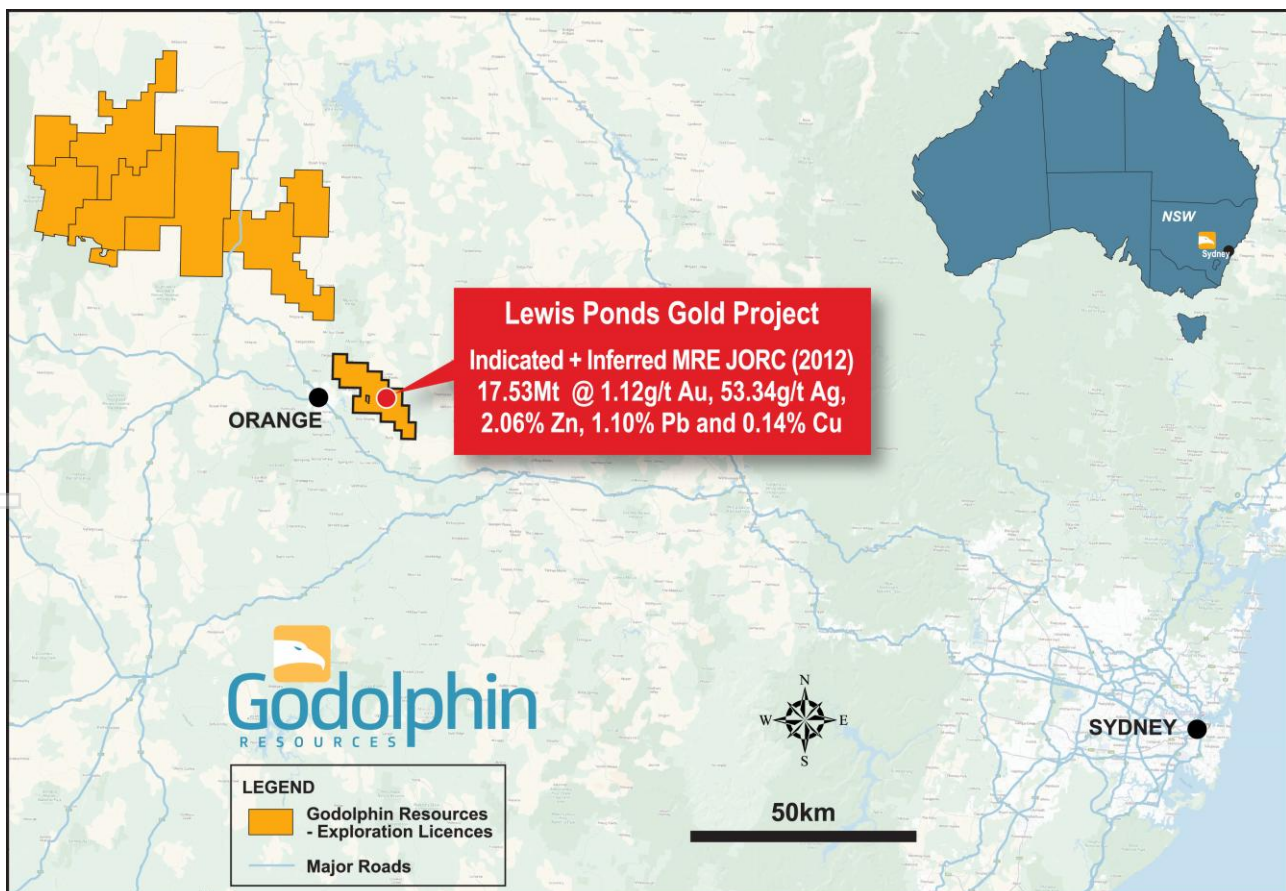 NSW
Sydney
Lewis Ponds Gold Project
Indicated + Inferred MRE JORC (2012)
17.53Mt @ 1.12g/t Au, 53.34g/t Ag,
2.06% Zn, 1.10% Pb and 0.14% Cu
ORANGE
Godolphin
RESOURCES
N
W E
S
SYDNEY
50km
LEGEND
Godolphin Resources
- Exploration Licences
Major Roads